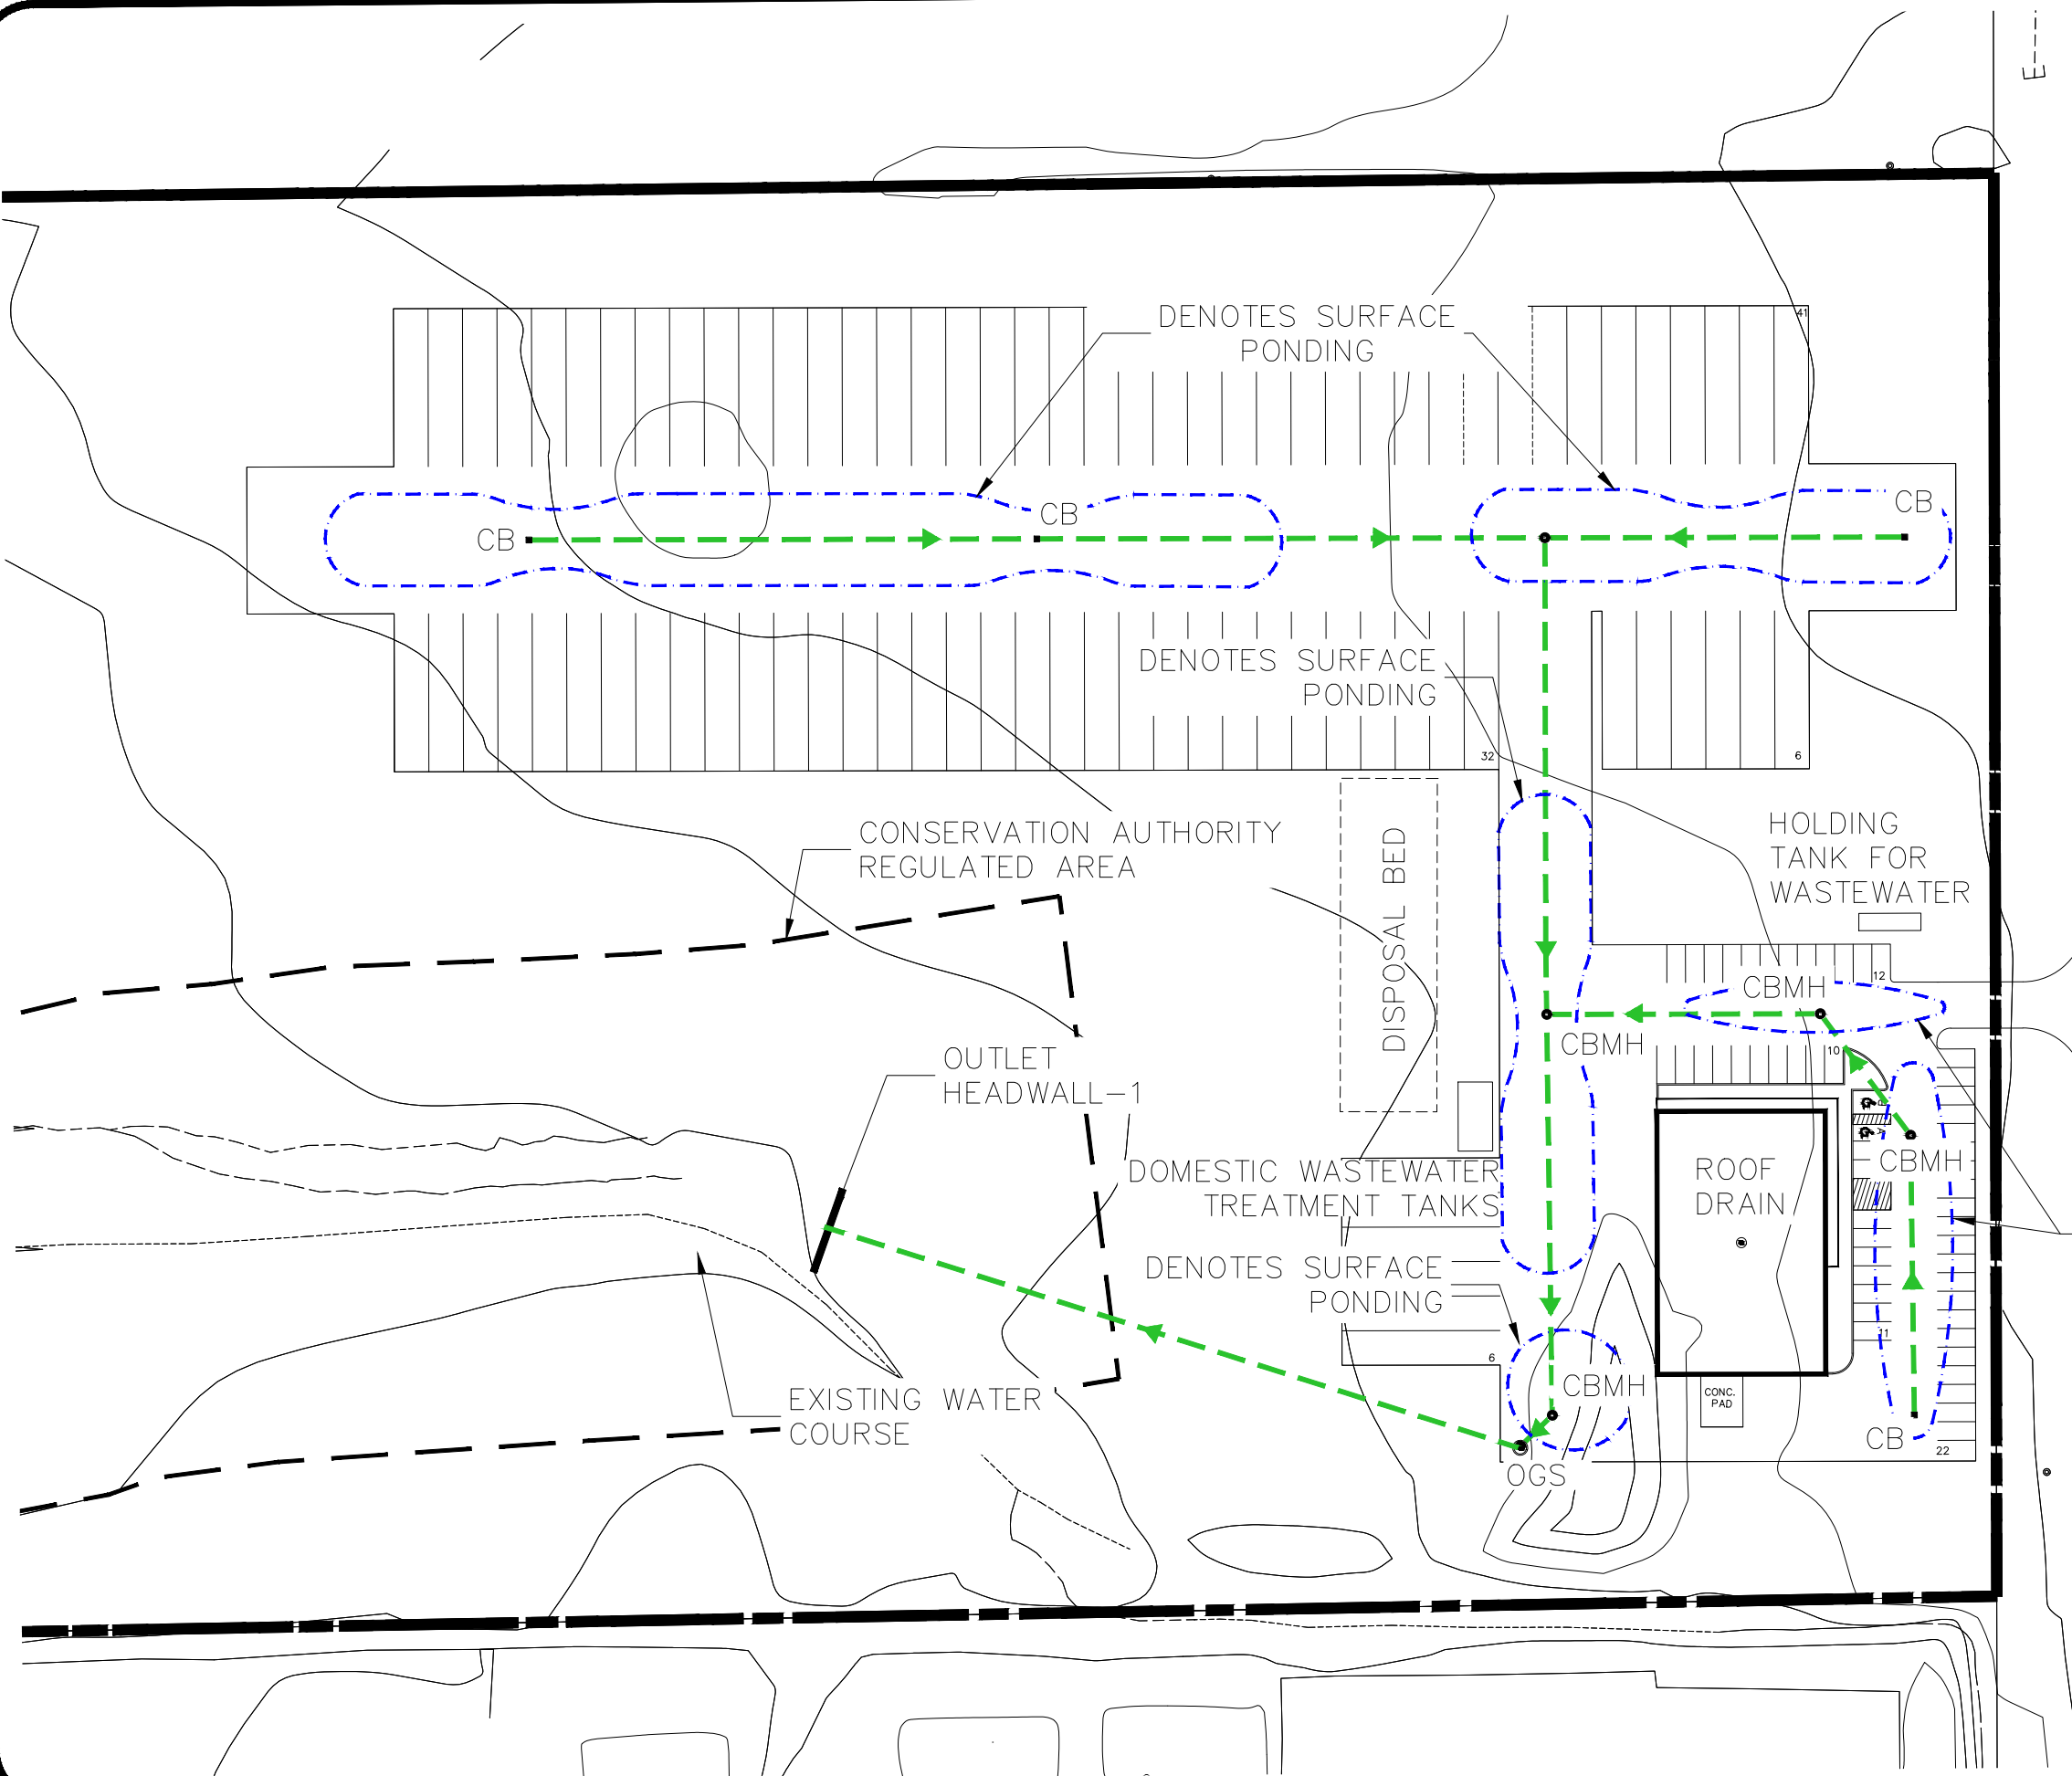 41
DENOTES SURFACE
PONDING
CB
CB
CB
DENOTES SURFACE
PONDING
32
6
CONSERVATION AUTHORITY
REGULATED AREA
DISPOSAL BED
HOLDING
TANK FOR
WASTEWATER
12
CBMH
CBMH
10
OUTLET
HEADWALL-1
DOMESTIC WASTEWATER
TREATMENT TANKS
ROOF
DRAIN
CBMH
DENOTES SURFACE
PONDING
11
6
CBMH
CONC.
PAD
EXISTING WATER
COURSE
CB
22
OGS